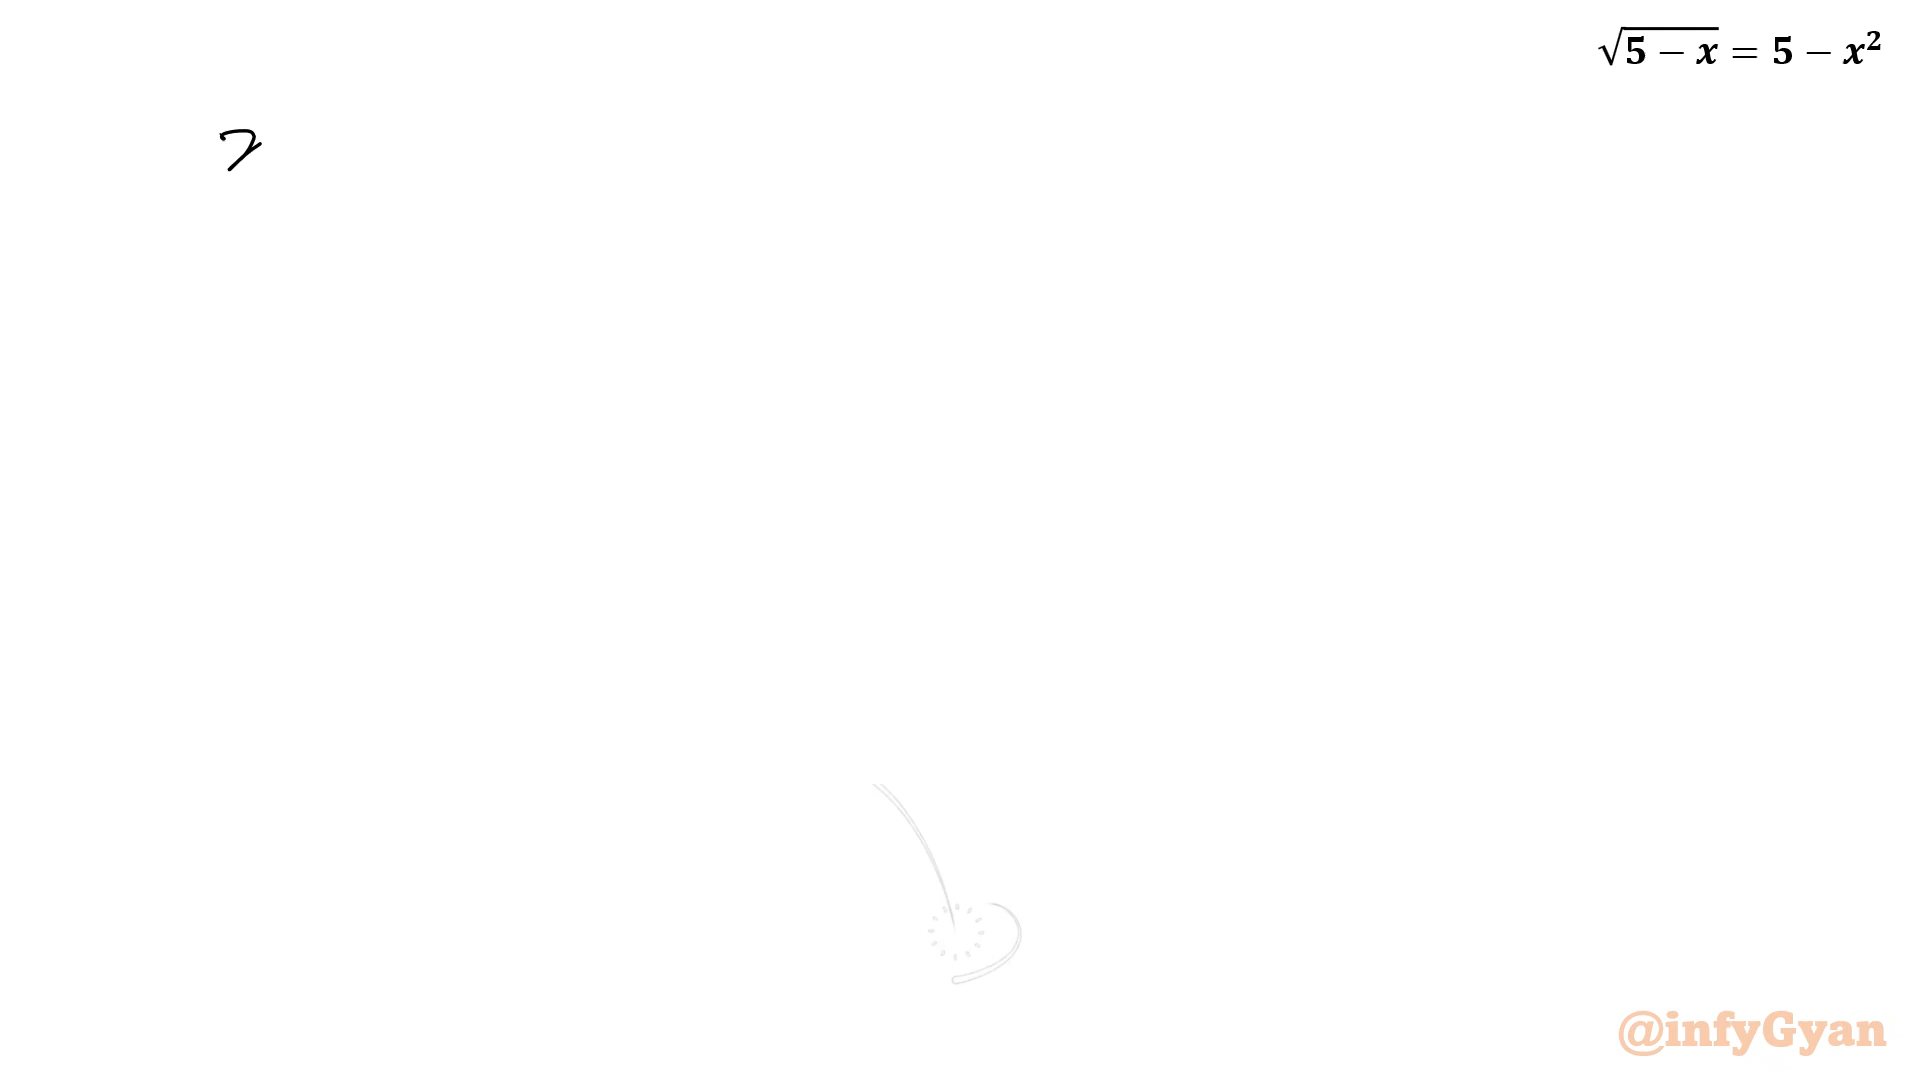 √5 − x = 5 − x²
@infyGyan